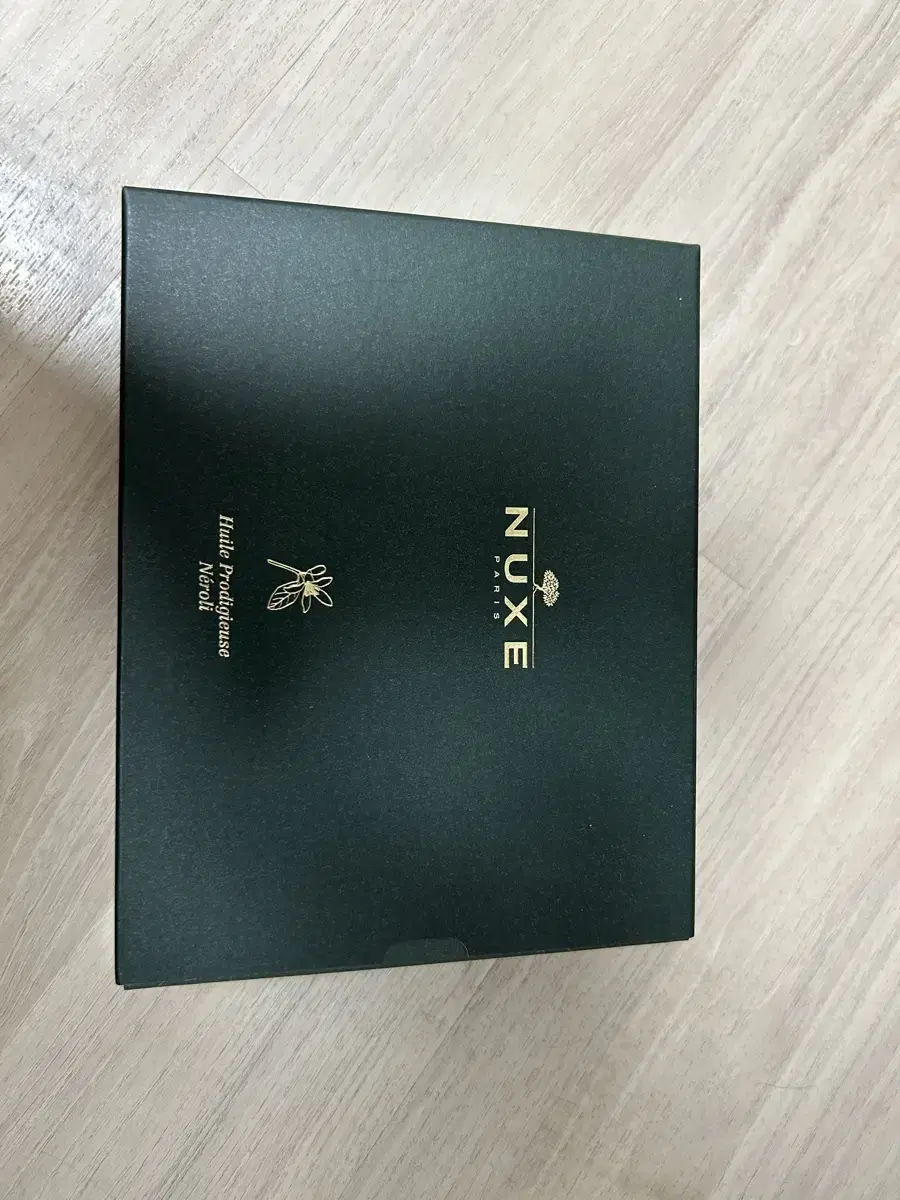 NUXE
PARIS
Huile Prodigieuse
Néroli